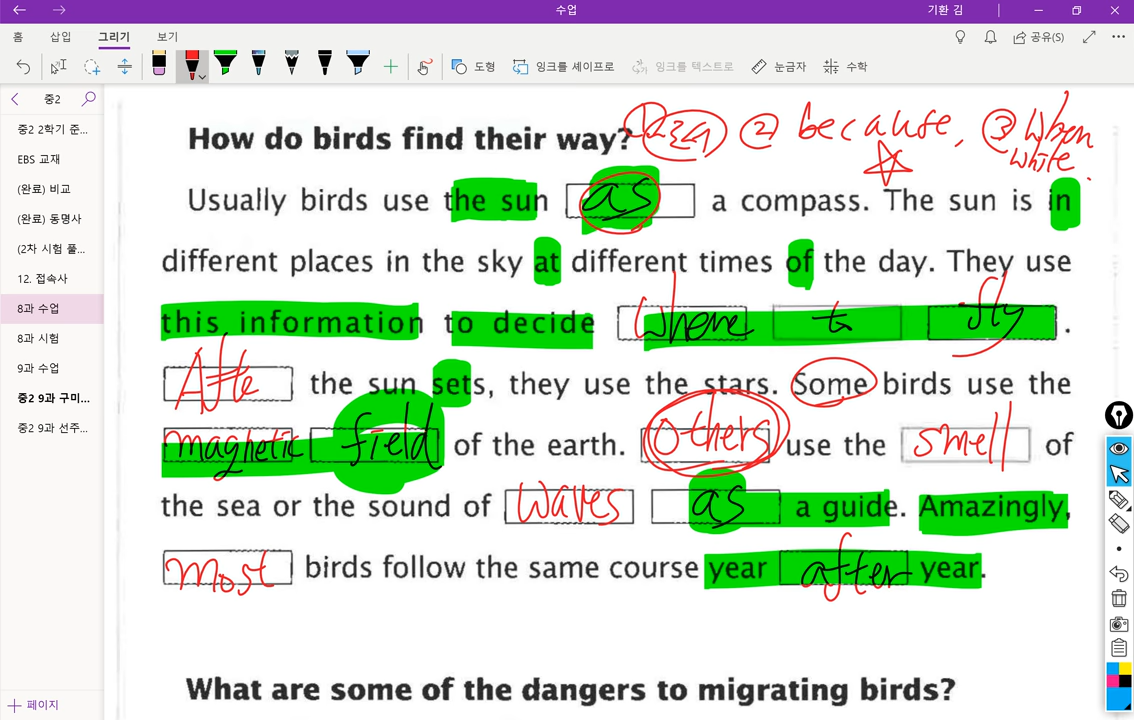 수업
기환 김
홈 삽입 그리기 보기
공유(S)
도형 잉크를 셰이프로 잉크를 텍스트로 눈금자 수학
중2
중2 2학기 준...
EBS 교재
(완료) 비교
(완료) 동명사
(2차 시험 풀...
12. 접속사
8과 수업
8과 시험
9과 수업
중2 9과 구미...
중2 9과 선주...
페이지
② because, ③ when
while.
How do birds find their way?
Usually birds use the sun as a compass. The sun is in
different places in the sky at different times of the day. They use
this information to decide where to fly .
Afte the sun sets, they use the stars. Some birds use the
magnetic field of the earth. others use the smell of
the sea or the sound of waves as a guide. Amazingly,
most birds follow the same course year after year.
What are some of the dangers to migrating birds?